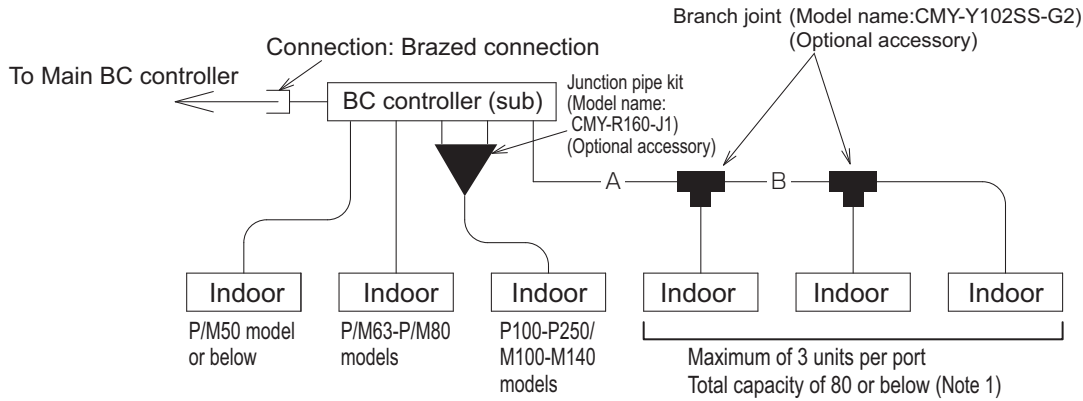 Branch joint (Model name:CMY-Y102SS-G2)
(Optional accessory)
Connection: Brazed connection
To Main BC controller
BC controller (sub)
Junction pipe kit
(Model name:
CMY-R160-J1)
(Optional accessory)
A
B
Indoor
Indoor
Indoor
Indoor
Indoor
Indoor
P/M50 model
or below
P/M63-P/M80
models
P100-P250/
M100-M140
models
Maximum of 3 units per port
Total capacity of 80 or below (Note 1)